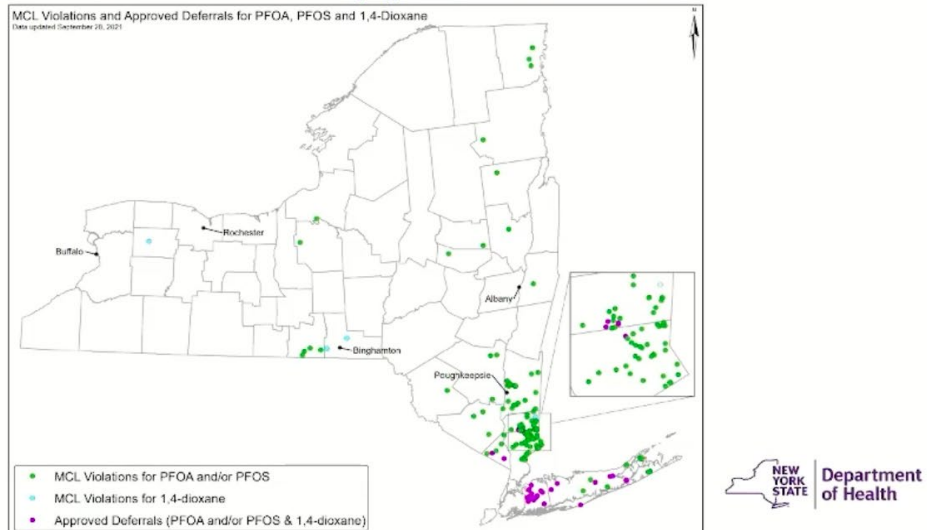 MCL Violations and Approved Deferrals for PFOA, PFOS and 1,4-Dioxane
Data updated September 28, 2021
N
Rochester
Buffalo
Albany
Binghamton
Poughkeepsie
MCL Violations for PFOA and/or PFOS
MCL Violations for 1,4-dioxane
Approved Deferrals (PFOA and/or PFOS & 1,4-dioxane)
NEW
YORK
STATE
Department
of Health